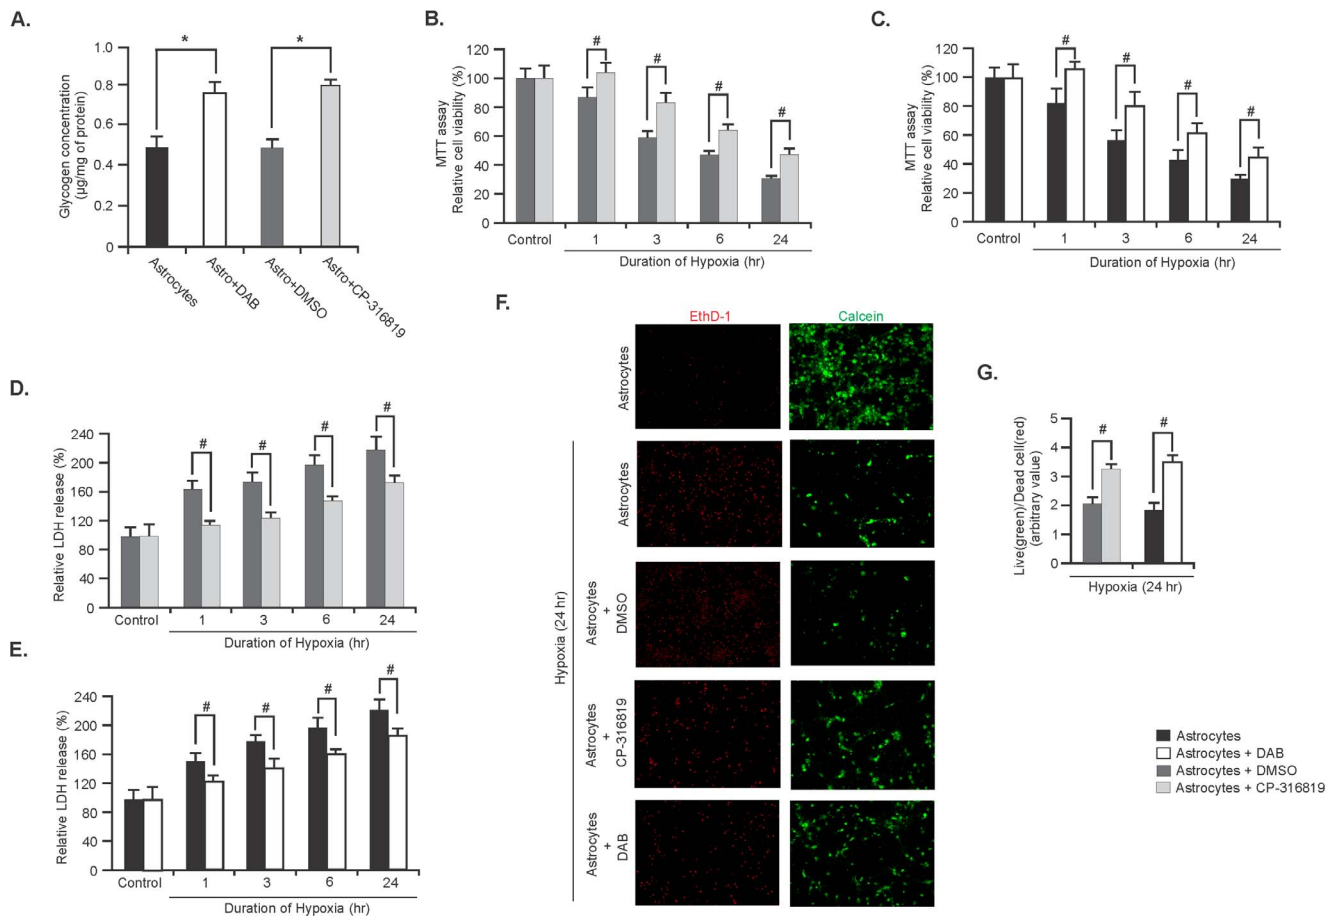 A.
Glycogen concentration
(µg/mg of protein)
1.0
0.8
0.6
0.4
0.2
0
*
*
Astrocytes
Astro+DAB
Astro+DMSO
Astro+CP-316819
B.
MTT assay
Relative cell viability (%)
120
100
80
60
40
20
0
#
#
#
#
Control
1
3
6
24
Duration of Hypoxia (hr)
C.
MTT assay
Relative cell viability (%)
120
100
80
60
40
20
0
#
#
#
#
Control
1
3
6
24
Duration of Hypoxia (hr)
D.
Relative LDH release (%)
240
200
160
120
80
40
0
#
#
#
#
Control
1
3
6
24
Duration of Hypoxia (hr)
E.
Relative LDH release (%)
240
200
160
120
80
40
0
#
#
#
#
Control
1
3
6
24
Duration of Hypoxia (hr)
F.
EthD-1
Calcein
Astrocytes
Hypoxia (24 hr)
Astrocytes
Astrocytes
+
DMSO
Astrocytes
+
CP-316819
Astrocytes
+
DAB
G.
Live(green)/Dead cell(red)
(arbitrary value)
5
4
3
2
1
0
#
#
Hypoxia (24 hr)
Astrocytes
Astrocytes + DAB
Astrocytes + DMSO
Astrocytes + CP-316819